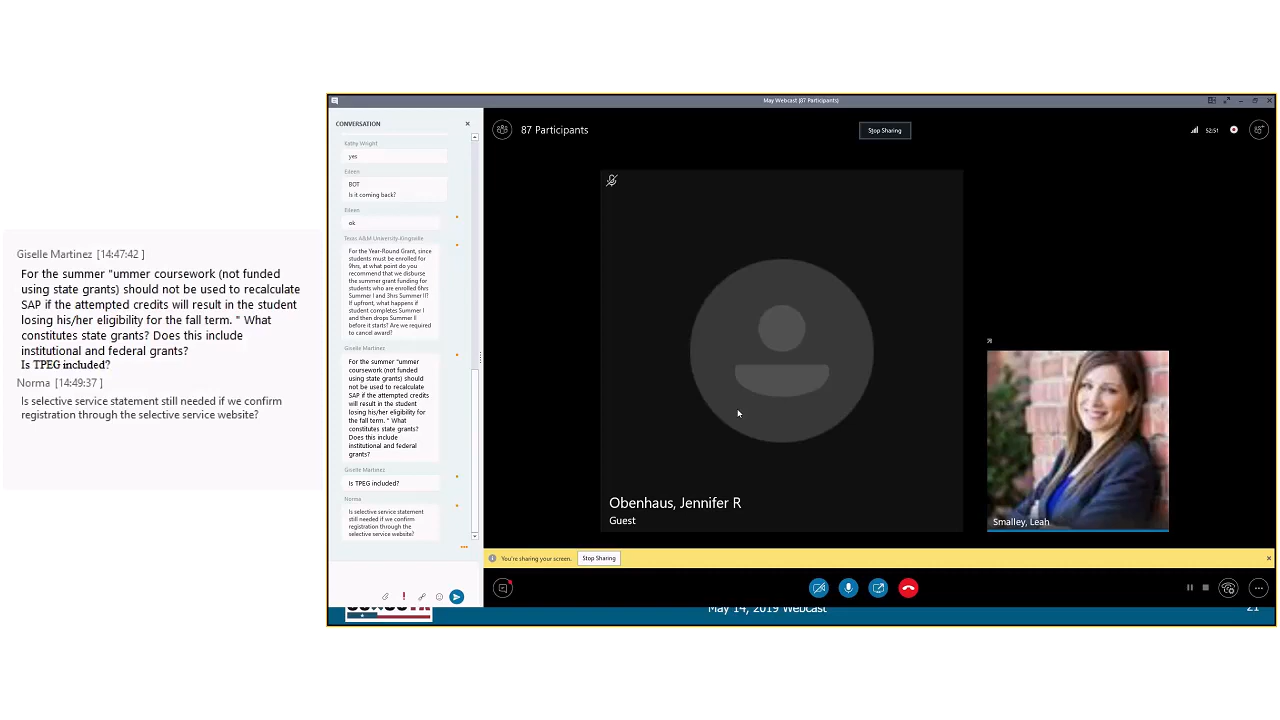 Giselle Martinez [14:47:42 ]
For the summer "ummer coursework (not funded
using state grants) should not be used to recalculate
SAP if the attempted credits will result in the student
losing his/her eligibility for the fall term. " What
constitutes state grants? Does this include
institutional and federal grants?
Is TPEG included?
Norma [14:49:37 ]
Is selective service statement still needed if we confirm
registration through the selective service website?
May Webcast (87 Participants)
CONVERSATION
Kathy Wright
yes
Eileen
BOT
Is it coming back?
Eileen
ok
Texas A&M University-Kingsville
For the Year-Round Grant, since
students must be enrolled for
9hrs, at what point do you
recommend that we disburse
the summer grant funding for
students who are enrolled 6hrs
Summer I and 3hrs Summer II?
If upfront, what happens if
student completes Summer I
and then drops Summer II
before it starts? Are we required
to cancel award?
Giselle Martinez
For the summer "ummer
coursework (not funded
using state grants) should
not be used to recalculate
SAP if the attempted credits
will result in the student
losing his/her eligibility for
the fall term. " What
constitutes state grants?
Does this include
institutional and federal
grants?
Giselle Martinez
Is TPEG included?
Norma
Is selective service statement
still needed if we confirm
registration through the
selective service website?
87 Participants
Stop Sharing
52:51
Obenhaus, Jennifer R
Guest
Smalley, Leah
You're sharing your screen.
Stop Sharing
May 14, 2019 Webcast
21